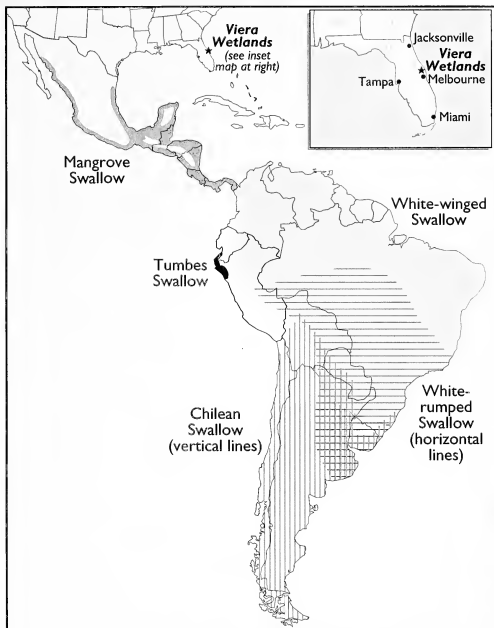 Viera
Wetlands
(see inset
map at right)
Jacksonville
Viera
Wetlands
Melbourne
Tampa
Miami
Mangrove
Swallow
White-winged
Swallow
Tumbes
Swallow
Chilean
Swallow
(vertical lines)
White-
rumped
Swallow
(horizontal
lines)